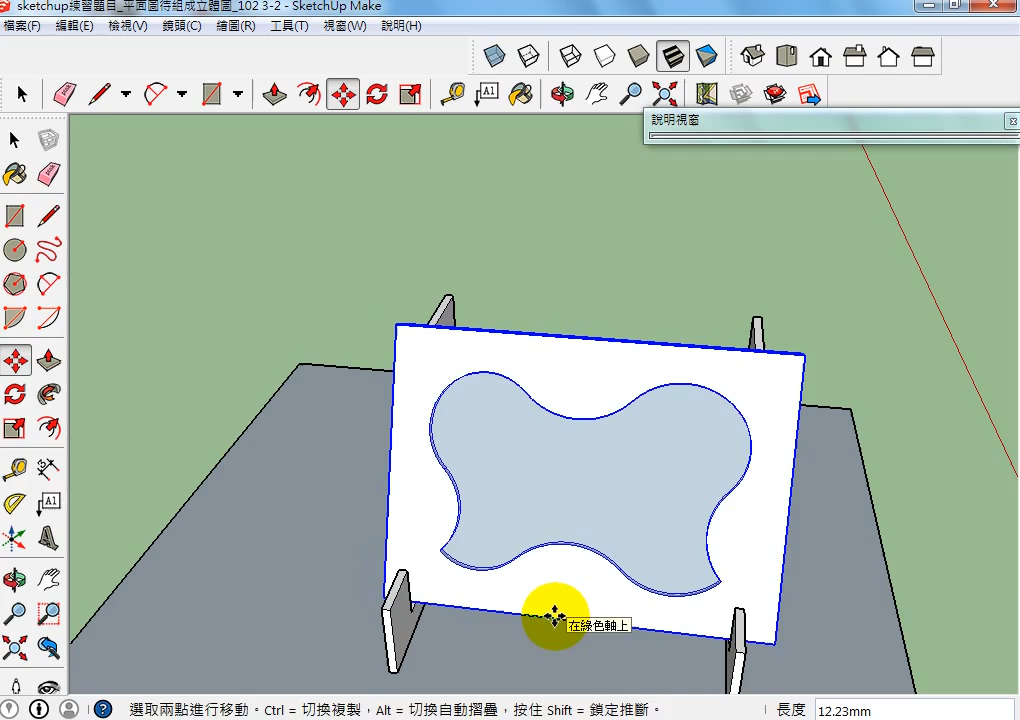 sketchup練習題目_平面圖待組成立體圖_102 3-2 - SketchUp Make
檔案(F) 編輯(E) 檢視(V) 鏡頭(C) 繪圖(R) 工具(T) 視窗(W) 說明(H)
A1
說明視窗
A1
在綠色軸上
選取兩點進行移動。Ctrl = 切換複製，Alt = 切換自動摺疊，按住 Shift = 鎖定推斷。
長度 12.23mm